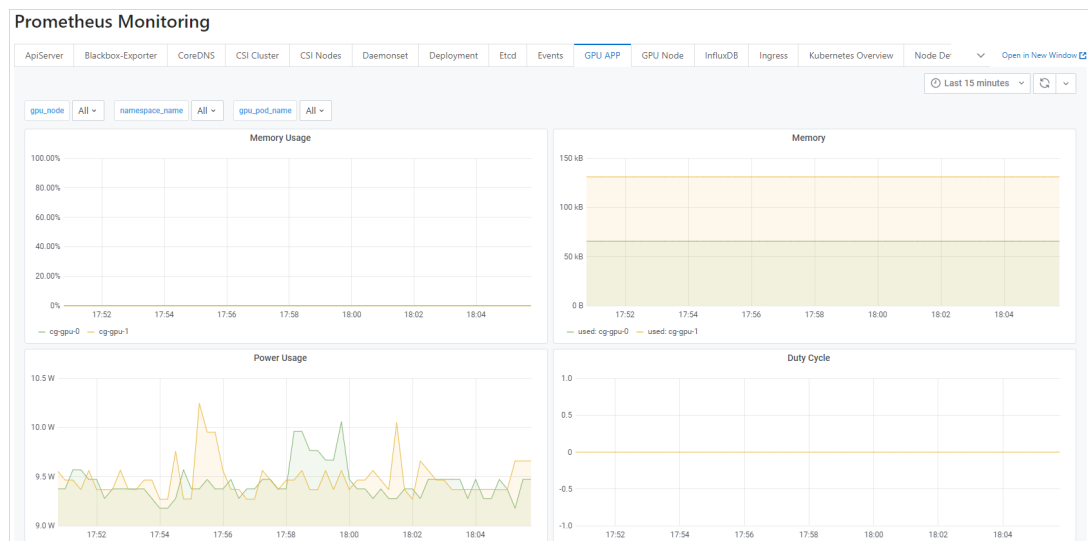 Prometheus Monitoring
ApiServer Blackbox-Exporter CoreDNS CSI Cluster CSI Nodes Daemonset Deployment Etcd Events GPU APP GPU Node InfluxDB Ingress Kubernetes Overview Node De Open in New Window
Last 15 minutes
gpu_node All namespace_name All gpu_pod_name All
Memory Usage
100.00%
80.00%
60.00%
40.00%
20.00%
0%
17:52 17:54 17:56 17:58 18:00 18:02 18:04
cg-gpu-0 cg-gpu-1
Memory
150 kB
100 kB
50 kB
0 B
17:52 17:54 17:56 17:58 18:00 18:02 18:04
used: cg-gpu-0 used: cg-gpu-1
Power Usage
10.5 W
10.0 W
9.5 W
9.0 W
17:52 17:54 17:56 17:58 18:00 18:02 18:04
Duty Cycle
1.0
0.5
0
-0.5
-1.0
17:52 17:54 17:56 17:58 18:00 18:02 18:04